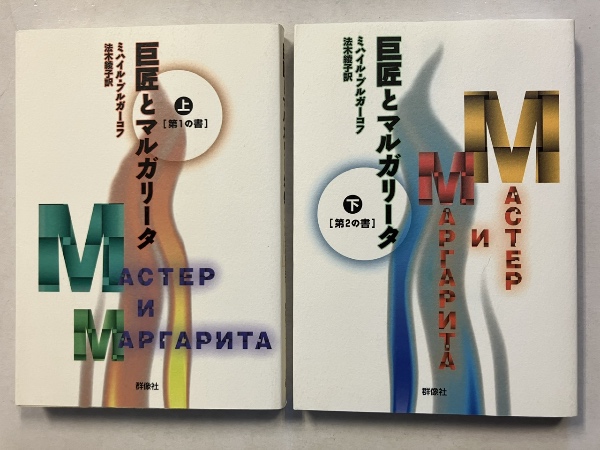 巨匠とマルガリータ
ミハイル・ブルガーコフ
法木綾子訳
上
[第1の書]
МАСТЕР
И
МАРГАРИТА
群像社
巨匠とマルガリータ
ミハイル・ブルガーコフ
法木綾子訳
下
[第2の書]
МАСТЕР
И
МАРГАРИТА
群像社